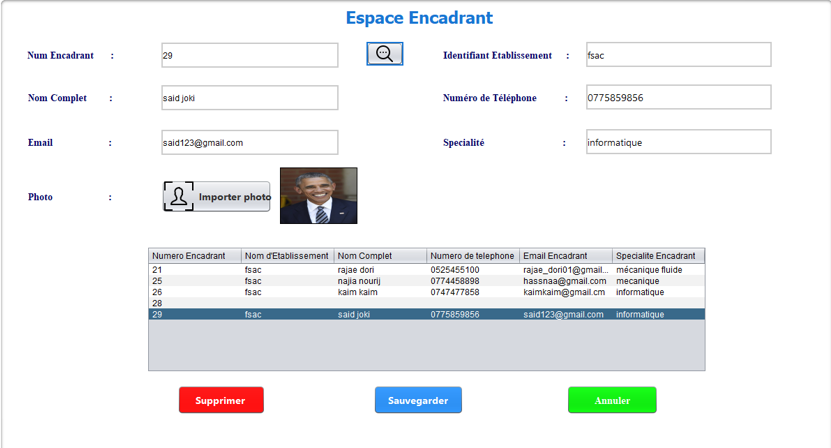 Espace Encadrant
Num Encadrant : 29 Identifiant Etablissement : fsac
Nom Complet : said joki Numéro de Téléphone : 0775859856
Email : said123@gmail.com Specialité : informatique
Photo : Importer photo
Numero Encadrant Nom d'Etablissement Nom Complet Numero de telephone Email Encadrant Specialite Encadrant
21 fsac rajae dori 0525455100 rajae_dori01@gmail... mécanique fluide
25 fsac najia nourij 0774458898 hassnaa@gmail.com mecanique
26 fsac kaim kaim 0747477858 kaimkaim@gmail.cm informatique
28
29 fsac said joki 0775859856 said123@gmail.com informatique
Supprimer Sauvegarder Annuler